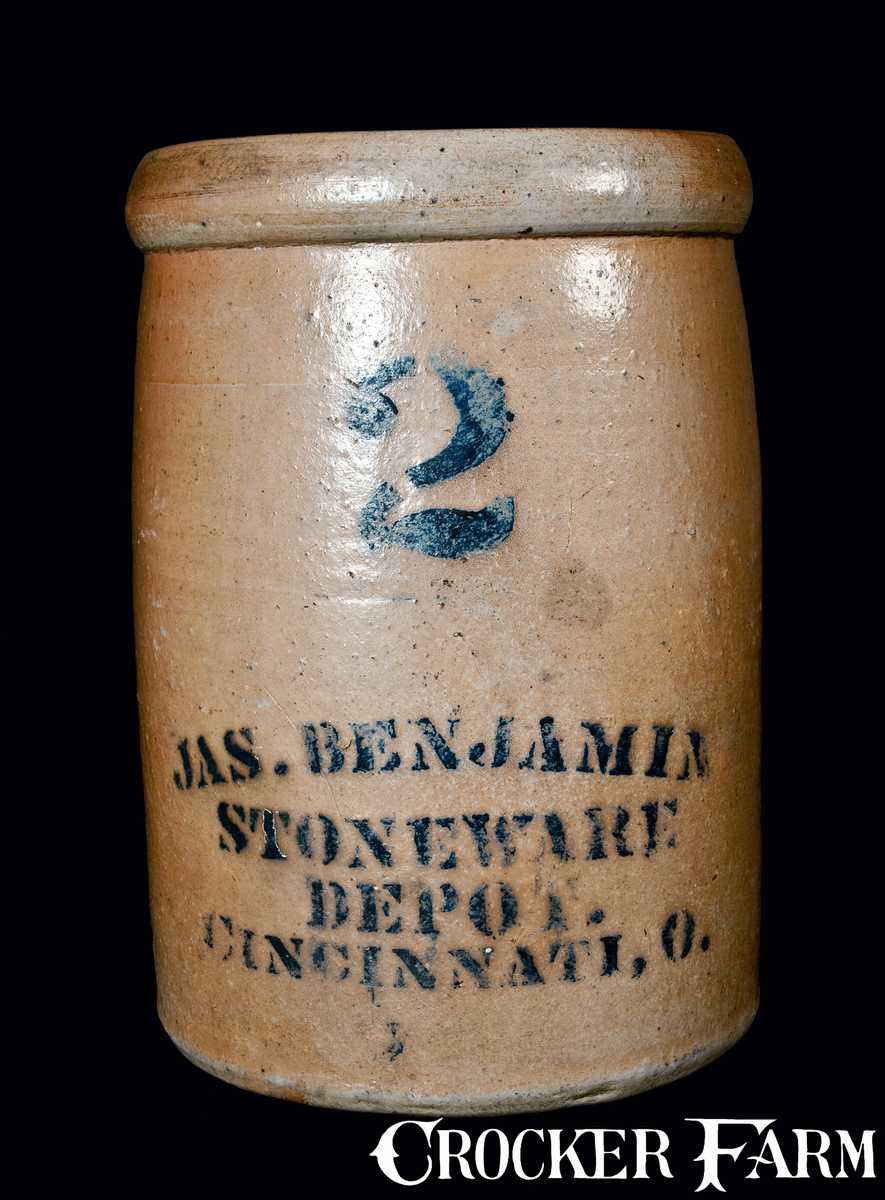 2
JAS. BENJAMIN
STONEWARE
DEPOT.
CINCINNATI, O.
CROCKER FARM